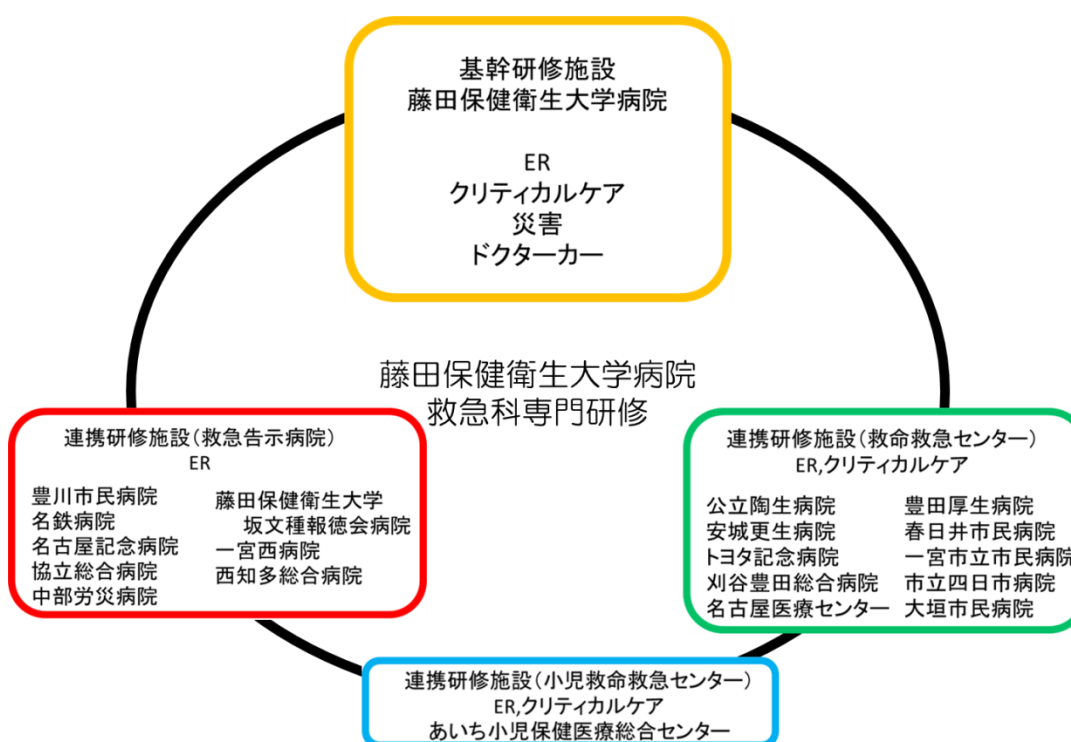 基幹研修施設
藤田保健衛生大学病院
ER
クリティカルケア
災害
ドクターカー
藤田保健衛生大学病院
救急科専門研修
連携研修施設(救急告示病院)
ER
豊川市民病院
名鉄病院
名古屋記念病院
協立総合病院
中部労災病院
藤田保健衛生大学
坂文種報徳会病院
一宮西病院
西知多総合病院
連携研修施設(救命救急センター)
ER,クリティカルケア
公立陶生病院
安城更生病院
トヨタ記念病院
刈谷豊田総合病院
名古屋医療センター
豊田厚生病院
春日井市民病院
一宮市立市民病院
市立四日市病院
大垣市民病院
連携研修施設(小児救命救急センター)
ER,クリティカルケア
あいち小児保健医療総合センター